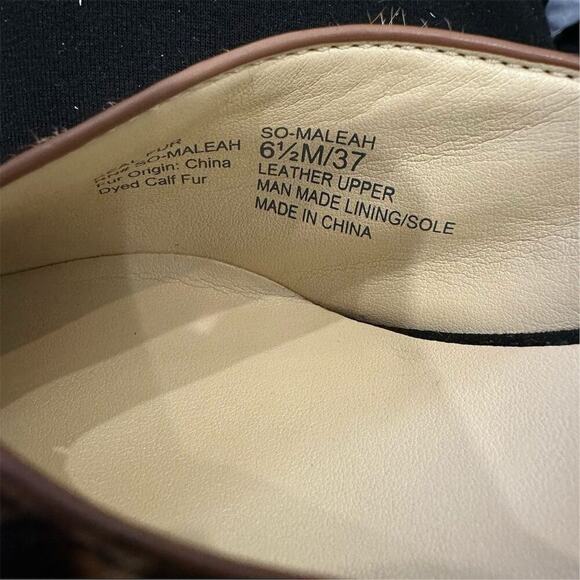 FUR
SO-MALEAH
Fur Origin: China
Dyed Calf Fur
SO-MALEAH
6½M/37
LEATHER UPPER
MAN MADE LINING/SOLE
MADE IN CHINA